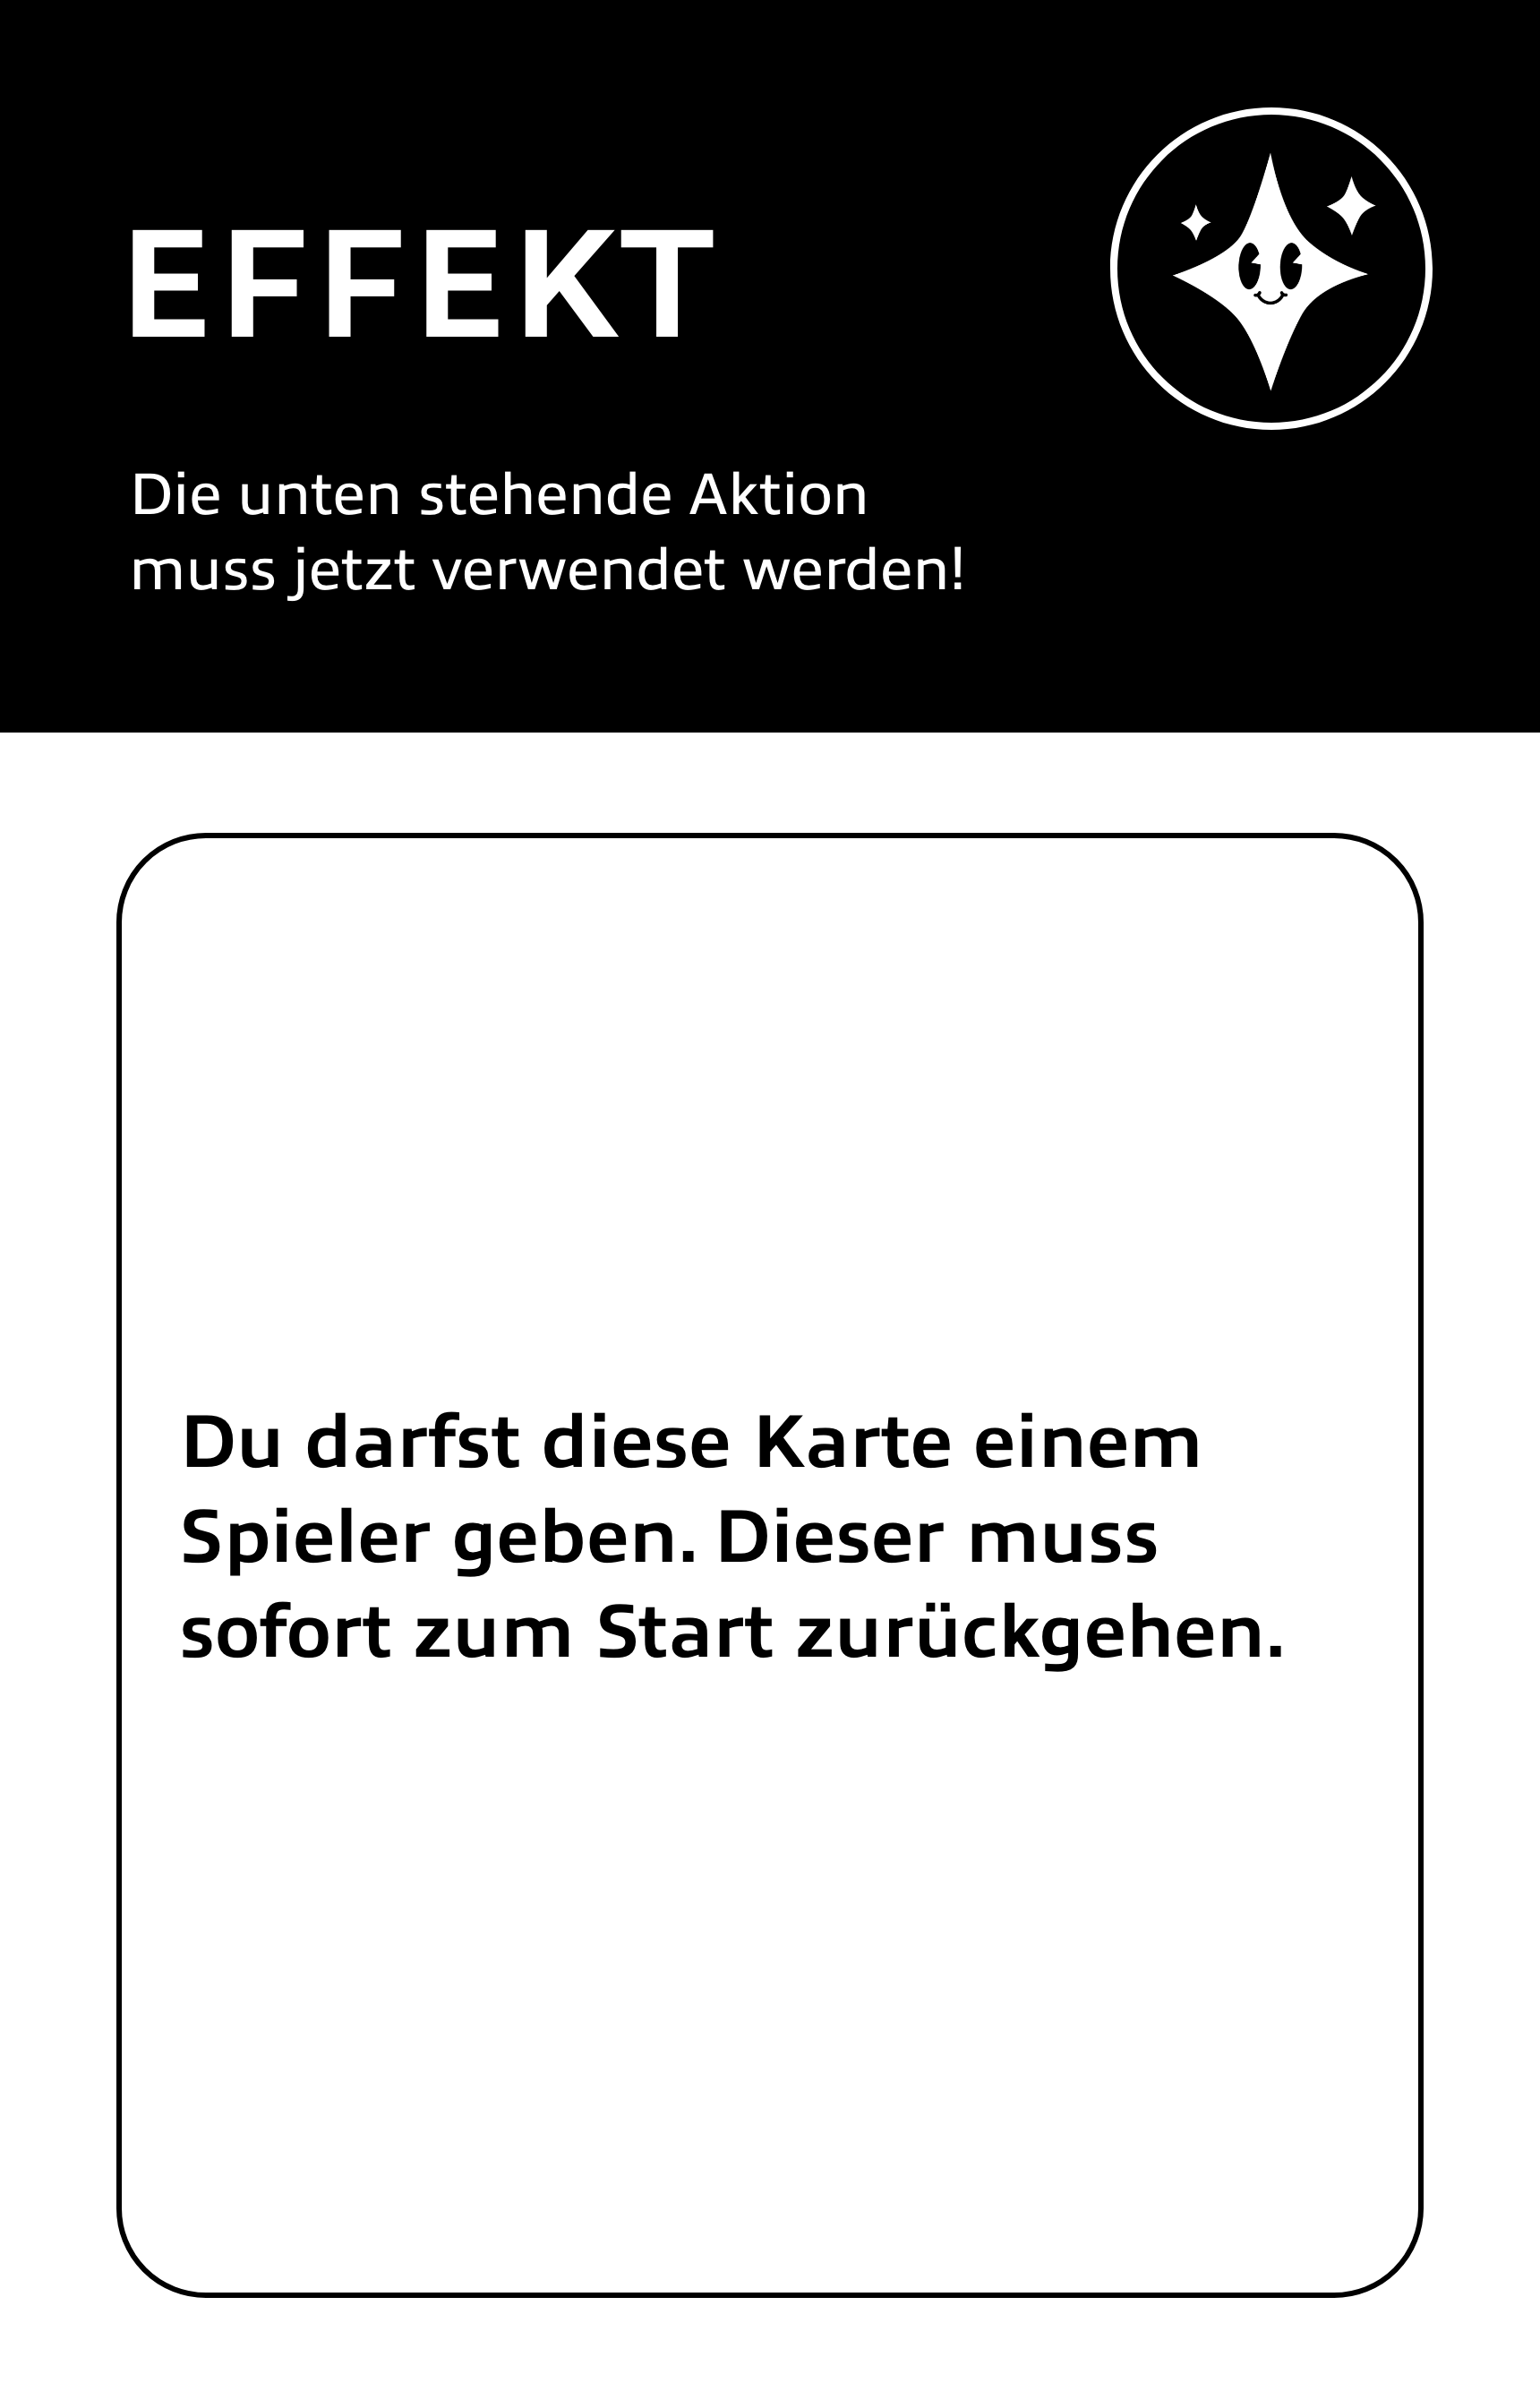 EFFEKT
Die unten stehende Aktion
muss jetzt verwendet werden!
Du darfst diese Karte einem
Spieler geben. Dieser muss
sofort zum Start zurückgehen.